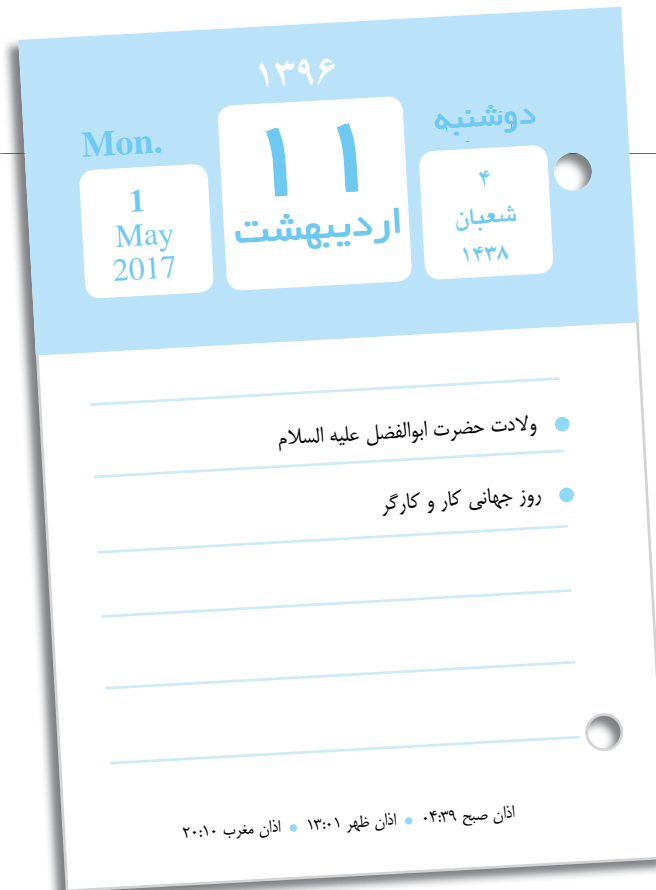 ۱۳۹۶
دوشنبه
۴
شعبان
۱۴۳۸
۱۱
اردیبهشت
Mon.
1
May
2017
ولادت حضرت ابوالفضل علیه السلام
روز جهانی کار و کارگر
اذان صبح ۰۴:۳۹ اذان ظهر ۱۳:۰۱ اذان مغرب ۲۰:۱۰